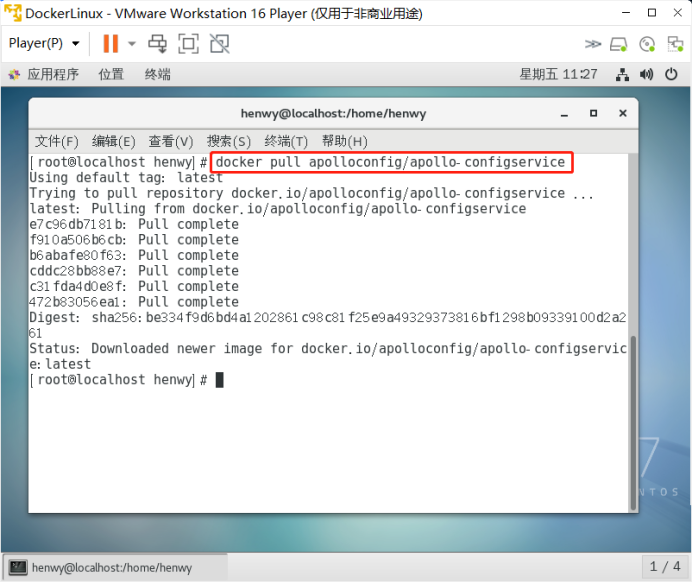 DockerLinux - VMware Workstation 16 Player (仅用于非商业用途)
Player(P)
应用程序 位置 终端 星期五 11:27
henwy@localhost:/home/henwy
文件(F) 编辑(E) 查看(V) 搜索(S) 终端(T) 帮助(H)
[root@localhost henwy]# docker pull apolloconfig/apollo-configservice
Using default tag: latest
Trying to pull repository docker.io/apolloconfig/apollo-configservice ...
latest: Pulling from docker.io/apolloconfig/apollo-configservice
e7c96db7181b: Pull complete
f910a506b6cb: Pull complete
b6abafe80f63: Pull complete
cddc28bb88e7: Pull complete
c31fda4d0e8f: Pull complete
472b83056ea1: Pull complete
Digest: sha256:be334f9d6bd4a1202861c98c81f25e9a49329373816bf1298b09339100d2a2
61
Status: Downloaded newer image for docker.io/apolloconfig/apollo-configservic
e:latest
[root@localhost henwy]#
7
NTOS
henwy@localhost:/home/henwy
1 / 4